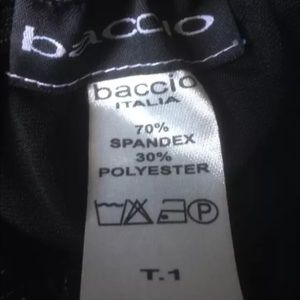 baccio
baccio
ITALIA
70%
SPANDEX
30%
POLYESTER
P
T.1